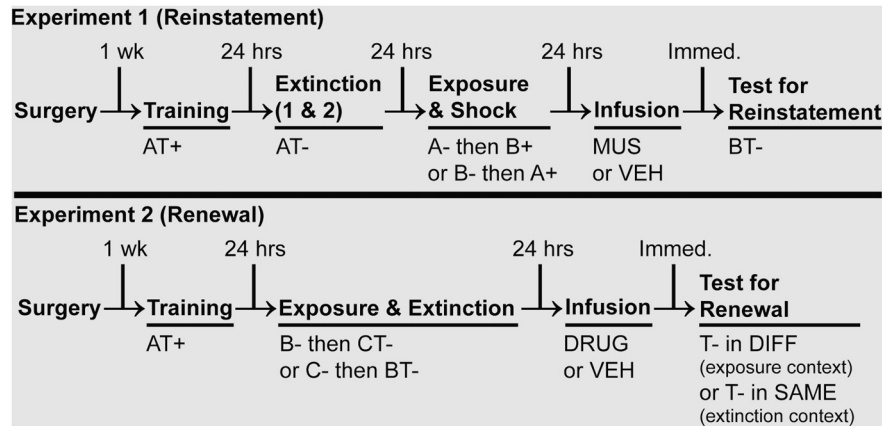 Experiment 1 (Reinstatement)
1 wk 24 hrs 24 hrs 24 hrs Immed.
Surgery Training Extinction (1 & 2) Exposure & Shock Infusion Test for Reinstatement
AT+ AT- A- then B+ or B- then A+ MUS or VEH BT-
Experiment 2 (Renewal)
1 wk 24 hrs 24 hrs Immed.
Surgery Training Exposure & Extinction Infusion Test for Renewal
AT+ B- then CT- or C- then BT- DRUG or VEH T- in DIFF
(exposure context)
or T- in SAME
(extinction context)